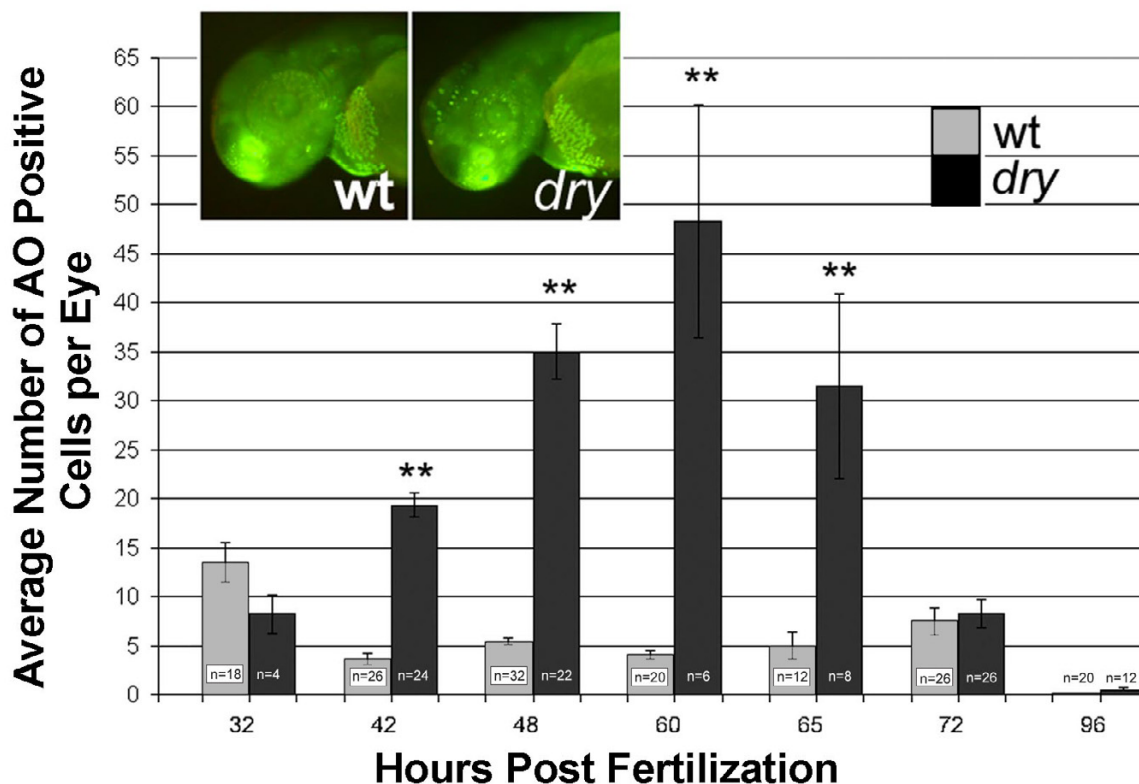 Average Number of AO Positive
Cells per Eye
65
60
55
50
45
40
35
30
25
20
15
10
5
0
wt
dry
wt
dry
**
**
**
**
n=18
n=4
n=26
n=24
n=32
n=22
n=20
n=6
n=12
n=8
n=26
n=26
n=20
n=12
32
42
48
60
65
72
96
Hours Post Fertilization